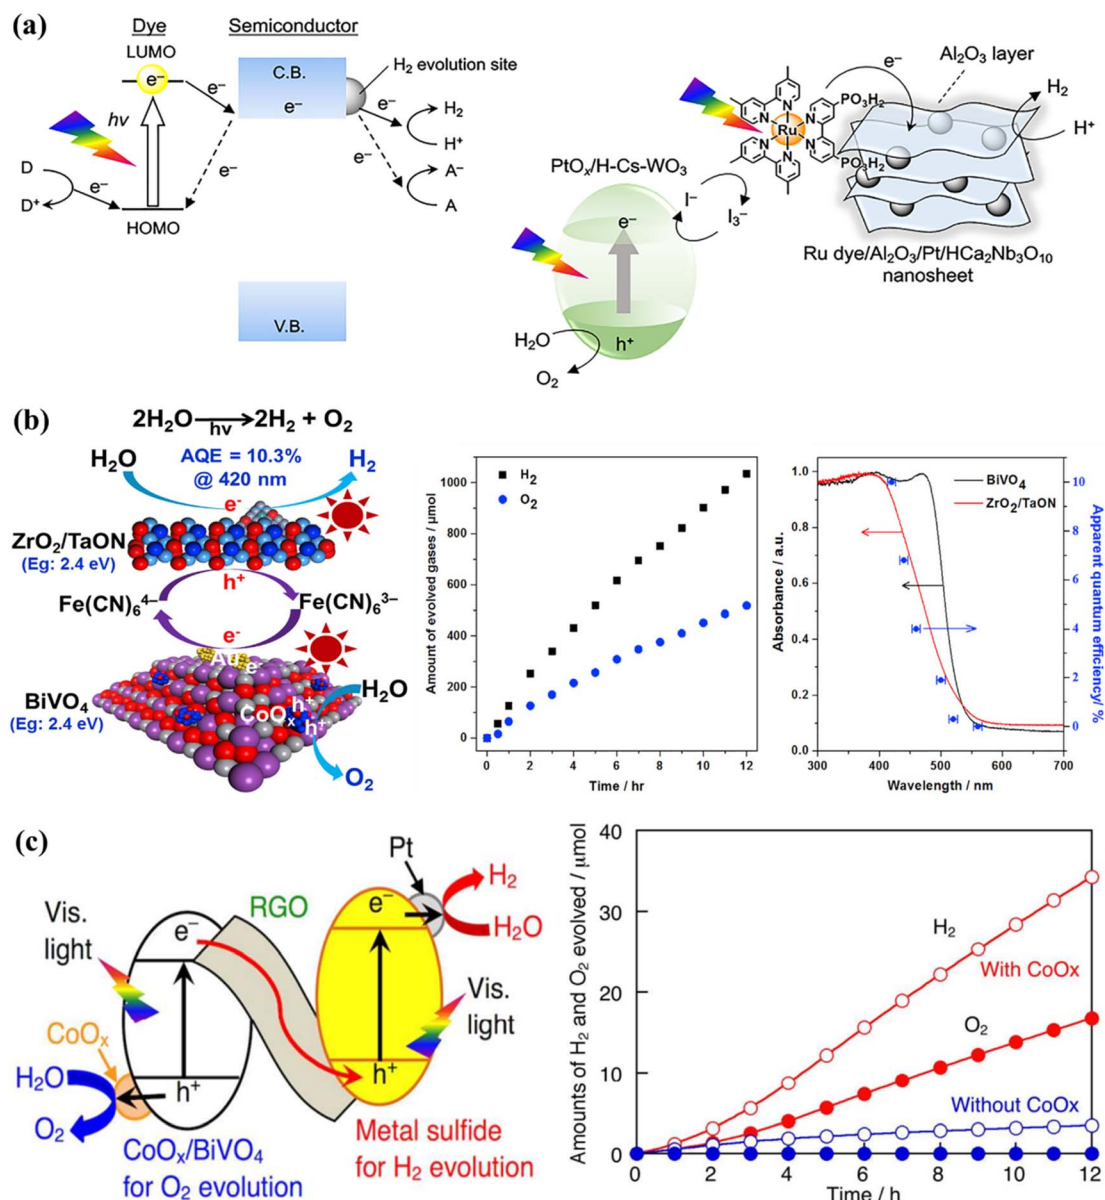 (a)
Dye
Semiconductor
LUMO
e⁻
hν
D
D⁺
e⁻
HOMO
e⁻
e⁻
C.B.
e⁻
V.B.
H₂ evolution site
e⁻
H₂
H⁺
e⁻
A⁻
A
PtOₓ/H-Cs-WO₃
e⁻
h⁺
H₂O
O₂
I⁻
I₃⁻
Ru
N
N
N
N
N
N
PO₃H₂
PO₃H₂
e⁻
Al₂O₃ layer
H₂
H⁺
Ru dye/Al₂O₃/Pt/HCa₂Nb₃O₁₀
nanosheet
(b)
2H₂O → 2H₂ + O₂
hv
H₂O
AQE = 10.3%
@ 420 nm
H₂
e⁻
ZrO₂/TaON
(Eg: 2.4 eV)
h⁺
Fe(CN)₆⁴⁻
Fe(CN)₆³⁻
e⁻
Au
e⁻
BiVO₄
(Eg: 2.4 eV)
CoOₓ
h⁺
h⁺
H₂O
O₂
Amount of evolved gases / μmol
1000
800
600
400
200
0
H₂
O₂
0 2 4 6 8 10 12
Time / hr
Absorbance / a.u.
1.0
0.8
0.6
0.4
0.2
0.0
BiVO₄
ZrO₂/TaON
10
8
6
4
2
0
Apparent quantum efficiency/ %
300 400 500 600 700
Wavelength / nm
(c)
Vis.
light
e⁻
RGO
Pt
e⁻
H₂
H₂O
Vis.
light
CoOₓ
H₂O
O₂
h⁺
h⁺
CoOₓ/BiVO₄
for O₂ evolution
Metal sulfide
for H₂ evolution
Amounts of H₂ and O₂ evolved / μmol
40
30
20
10
0
H₂
With CoOx
O₂
Without CoOx
0 2 4 6 8 10 12
Time / h